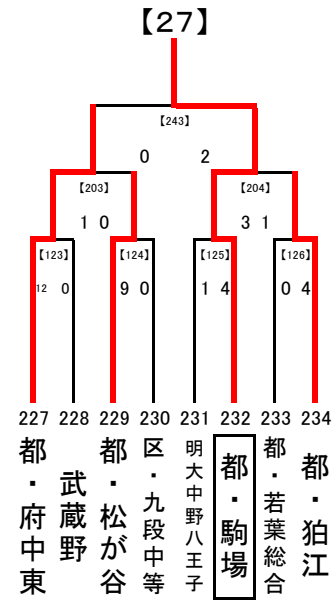 【27】
【243】
0 2
【203】 【204】
1 0 3 1
【123】 【124】 【125】 【126】
12 0 9 0 1 4 0 4
227 228 229 230 231 232 233 234
都・府中東
武蔵野
都・松が谷
区・九段中等
明大中野八王子
都・駒場
都・若葉総合
都・狛江